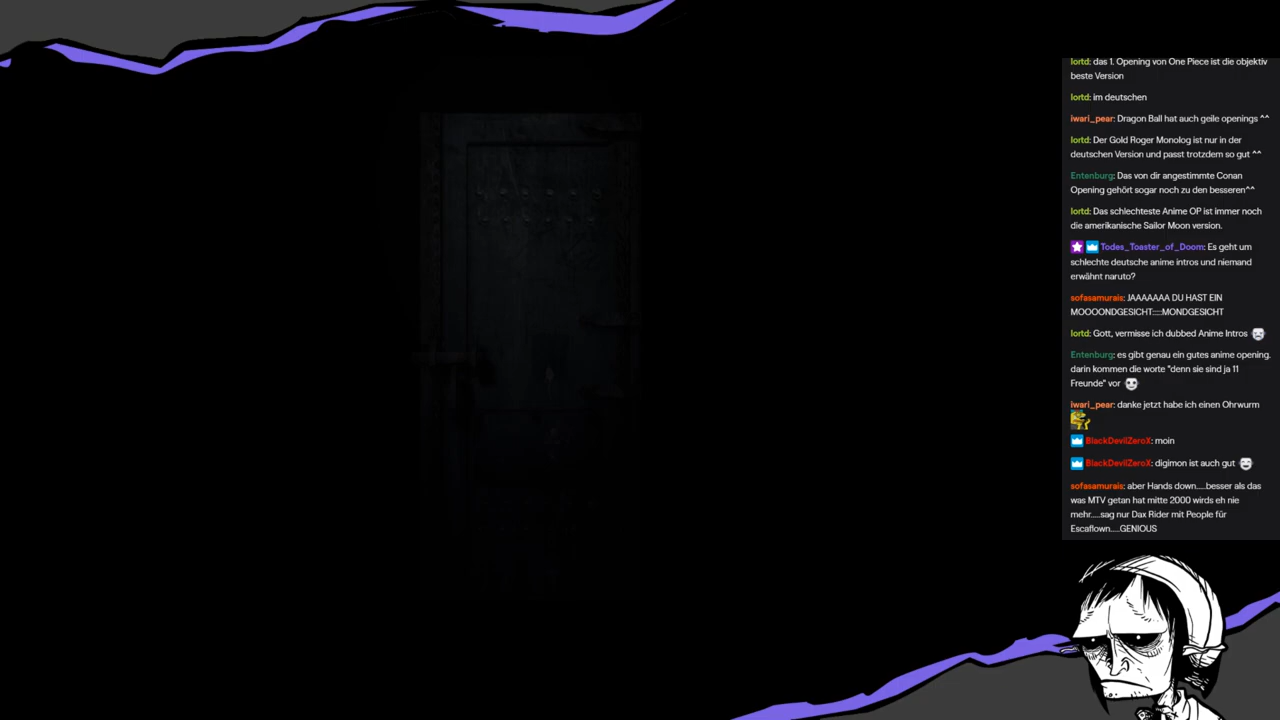 lortd: das 1. Opening von One Piece ist die objektiv
beste Version
lortd: im deutschen
iwari_pear: Dragon Ball hat auch geile openings ^^
lortd: Der Gold Roger Monolog ist nur in der
deutschen Version und passt trotzdem so gut ^^
Entenburg: Das von dir angestimmte Conan
Opening gehört sogar noch zu den besseren^^
lortd: Das schlechteste Anime OP ist immer noch
die amerikanische Sailor Moon version.
Todes_Toaster_of_Doom: Es geht um
schlechte deutsche anime intros und niemand
erwähnt naruto?
sofasamurais: JAAAAAAA DU HAST EIN
MOOOONDGESICHT::::::MONDGESICHT
lortd: Gott, vermisse ich dubbed Anime Intros
Entenburg: es gibt genau ein gutes anime opening.
darin kommen die worte "denn sie sind ja 11
Freunde" vor
iwari_pear: danke jetzt habe ich einen Ohrwurm
BlackDevilZeroX: moin
BlackDevilZeroX: digimon ist auch gut
sofasamurais: aber Hands down.....besser als das
was MTV getan hat mitte 2000 wirds eh nie
mehr.....sag nur Dax Rider mit People für
Escaflown.....GENIOUS